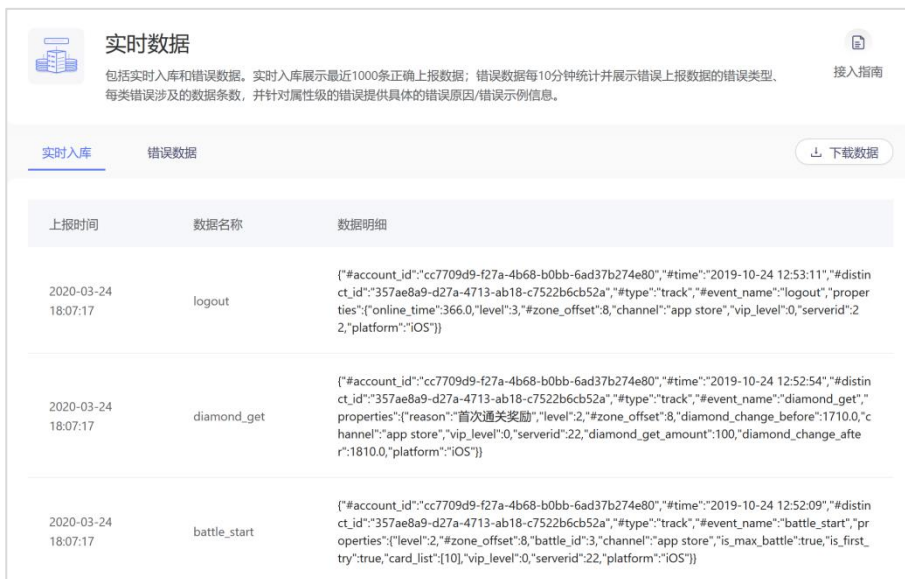 实时数据
包括实时入库和错误数据。实时入库展示最近1000条正确上报数据；错误数据每10分钟统计并展示错误上报数据的错误类型、
每类错误涉及的数据条数，并针对属性级的错误提供具体的错误原因/错误示例信息。
接入指南
实时入库 错误数据 下载数据
上报时间 数据名称 数据明细
2020-03-24
18:07:17
logout
{"#account_id":"cc7709d9-f27a-4b68-b0bb-6ad37b274e80","#time":"2019-10-24 12:53:11","#distin
ct_id":"357ae8a9-d27a-4713-ab18-c7522b6cb52a","#type":"track","#event_name":"logout","proper
ties":{"online_time":366.0,"level":3,"#zone_offset":8,"channel":"app store","vip_level":0,"serverid":2
2,"platform":"iOS"}}
2020-03-24
18:07:17
diamond_get
{"#account_id":"cc7709d9-f27a-4b68-b0bb-6ad37b274e80","#time":"2019-10-24 12:52:54","#distin
ct_id":"357ae8a9-d27a-4713-ab18-c7522b6cb52a","#type":"track","#event_name":"diamond_get","
properties":{"reason":"首次通关奖励","level":2,"#zone_offset":8,"diamond_change_before":1710.0,"c
hannel":"app store","vip_level":0,"serverid":22,"diamond_get_amount":100,"diamond_change_afte
r":1810.0,"platform":"iOS"}}
2020-03-24
18:07:17
battle_start
{"#account_id":"cc7709d9-f27a-4b68-b0bb-6ad37b274e80","#time":"2019-10-24 12:52:09","#distin
ct_id":"357ae8a9-d27a-4713-ab18-c7522b6cb52a","#type":"track","#event_name":"battle_start","pr
operties":{"level":2,"#zone_offset":8,"battle_id":3,"channel":"app store","is_max_battle":true,"is_first_
try":true,"card_list":[10],"vip_level":0,"serverid":22,"platform":"iOS"}}